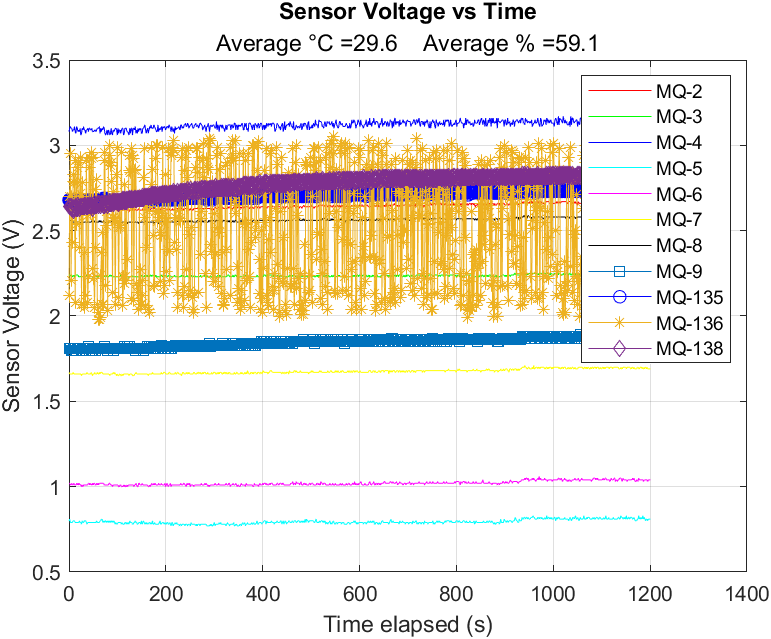 Sensor Voltage vs Time
Average °C =29.6 Average % =59.1
Sensor Voltage (V)
3.5
3
2.5
2
1.5
1
0.5
MQ-2
MQ-3
MQ-4
MQ-5
MQ-6
MQ-7
MQ-8
MQ-9
MQ-135
MQ-136
MQ-138
0 200 400 600 800 1000 1200 1400
Time elapsed (s)